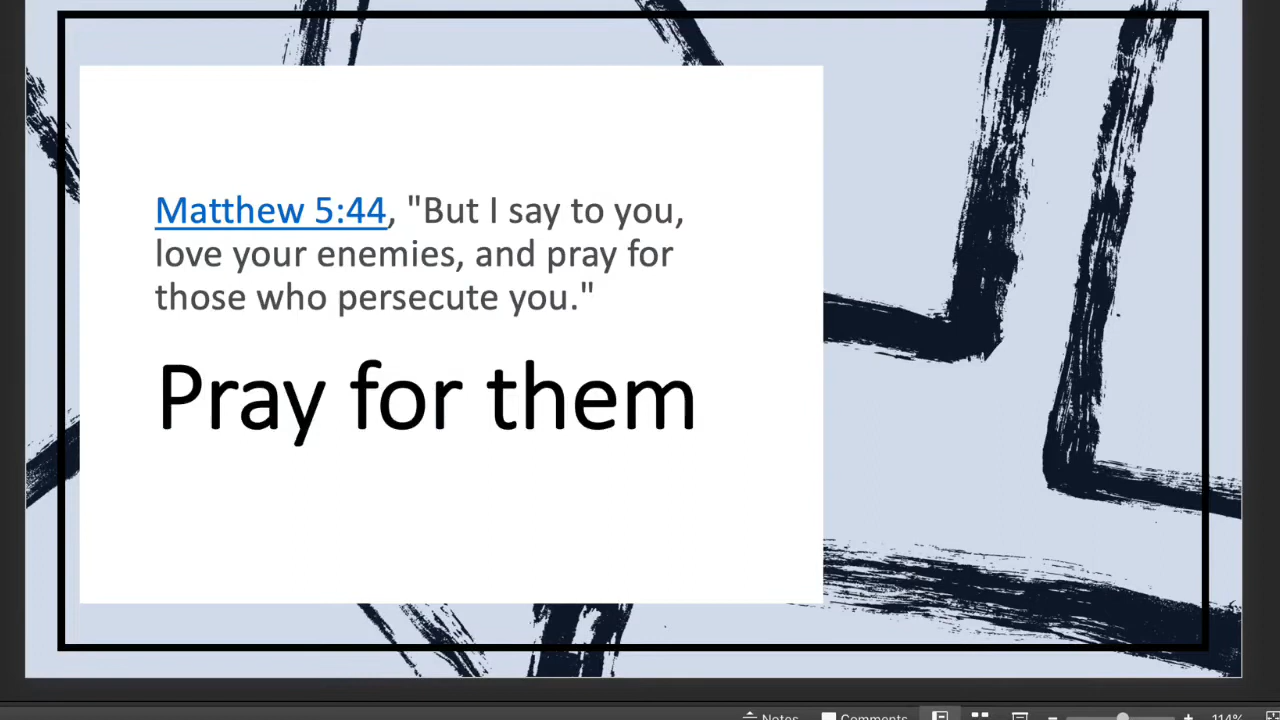 Matthew 5:44, "But I say to you,
love your enemies, and pray for
those who persecute you."
Pray for them
Notes
Comments
114%